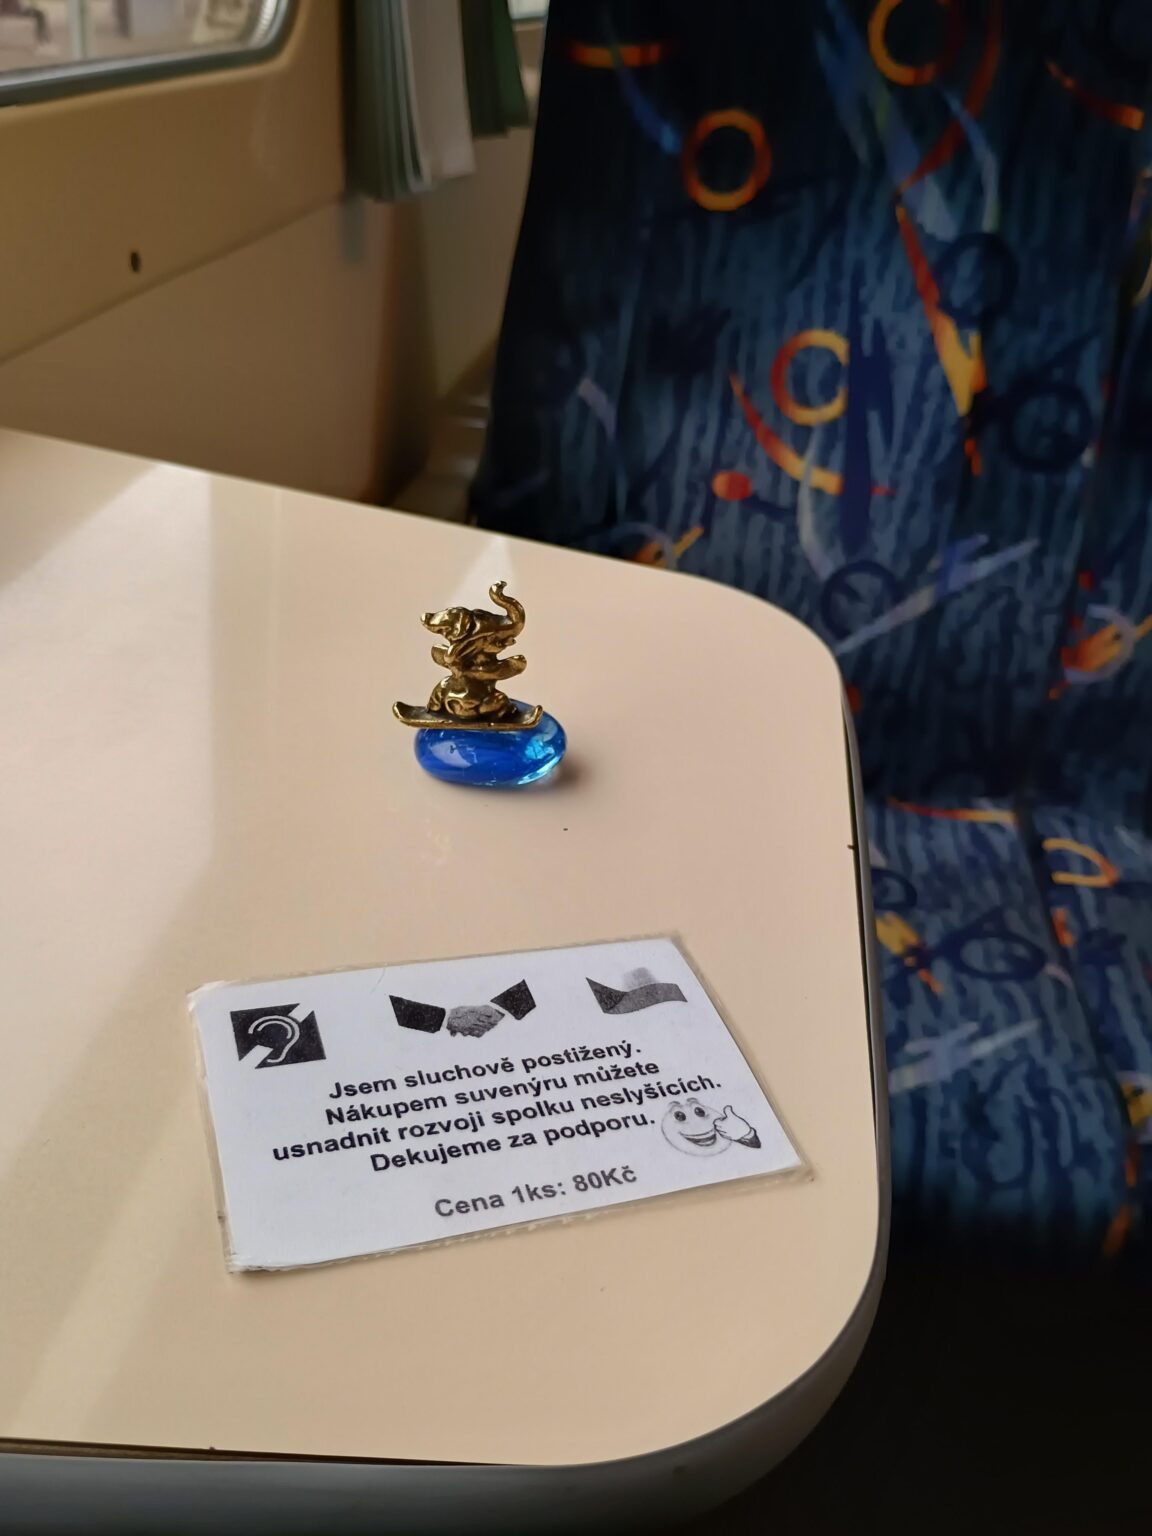 Jsem sluchově postižený.
Nákupem suvenýru můžete
usnadnit rozvoji spolku neslyšících.
Dekujeme za podporu.
Cena 1ks: 80Kč